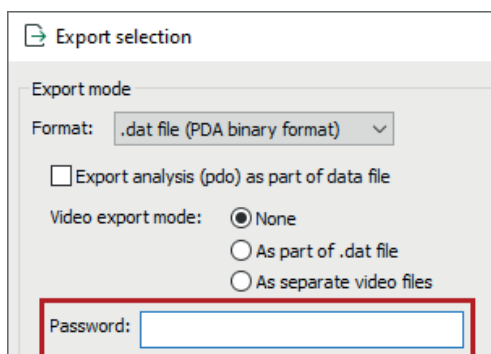 Export selection
Export mode
Format: .dat file (PDA binary format)
Export analysis (pdo) as part of data file
Video export mode: None
As part of .dat file
As separate video files
Password: